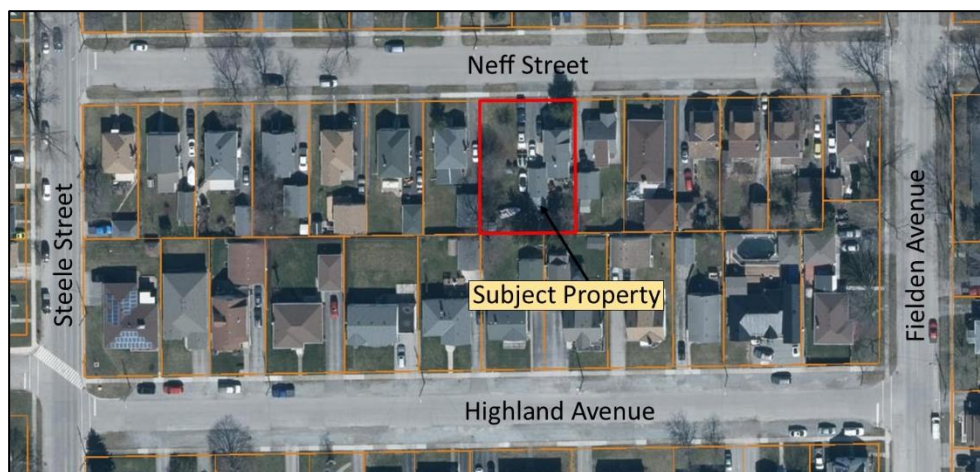 Neff Street
Steele Street
Fielden Avenue
Subject Property
Highland Avenue